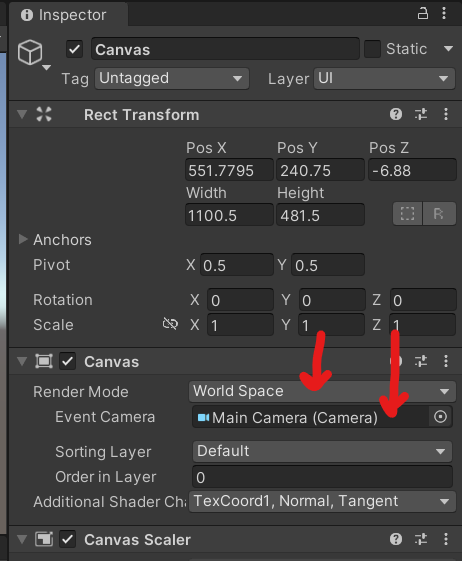 Inspector
Canvas Static
Tag Untagged Layer UI
Rect Transform
Pos X Pos Y Pos Z
551.7795 240.75 -6.88
Width Height
1100.5 481.5
R
Anchors
Pivot X 0.5 Y 0.5
Rotation X 0 Y 0 Z 0
Scale X 1 Y 1 Z 1
Canvas
Render Mode World Space
Event Camera Main Camera (Camera)
Sorting Layer Default
Order in Layer 0
Additional Shader Cha TexCoord1, Normal, Tangent
Canvas Scaler